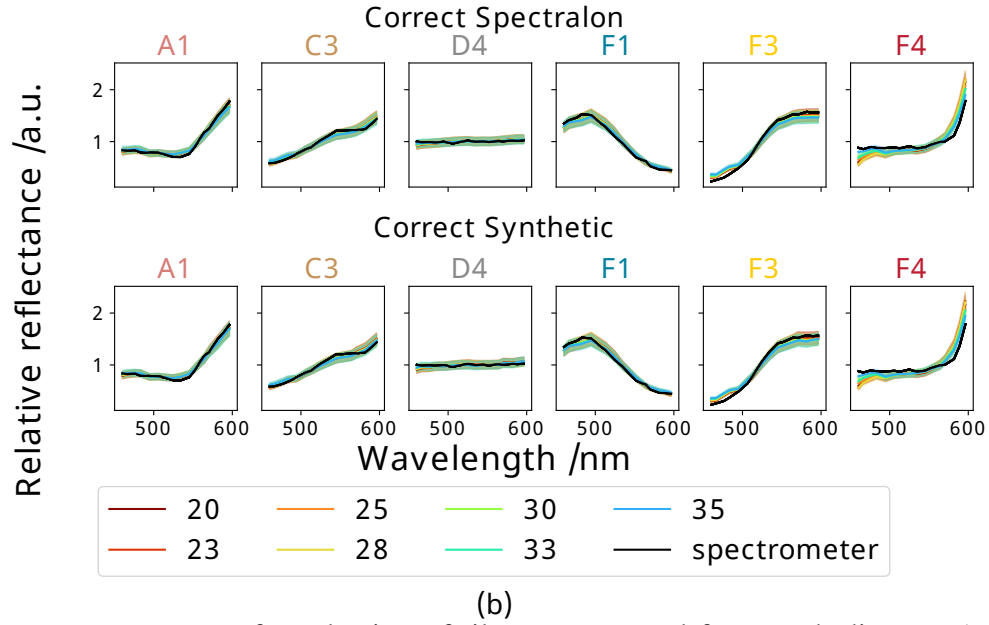 Correct Spectralon
A1 C3 D4 F1 F3 F4
2
1
500 600 500 600 500 600 500 600 500 600 500 600
Correct Synthetic
A1 C3 D4 F1 F3 F4
2
1
Relative reflectance /a.u.
Wavelength /nm
20 25 30 35
23 28 33 spectrometer
(b)